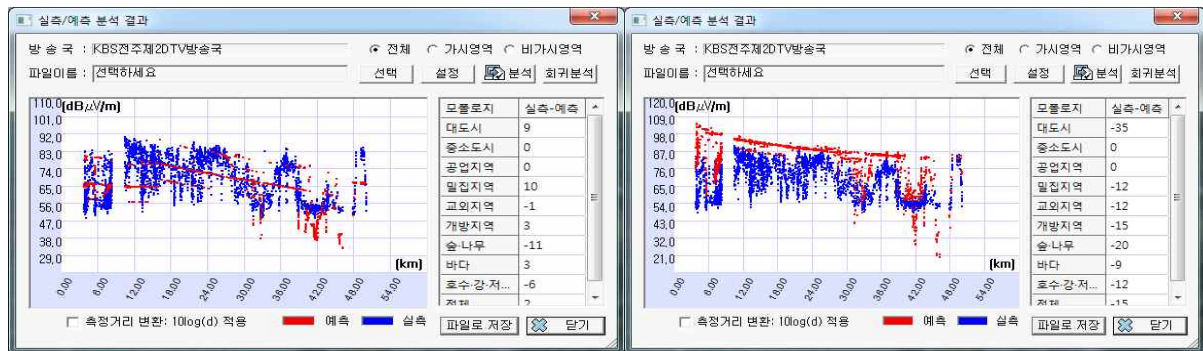 실측/예측 분석 결과
방 송 국 : KBS전주제2DTV방송국
전체 가시영역 비가시영역
파일이름 : 선택하세요
선택 설정 분석 회귀분석
110,0 [dBμV/m]
101,0
92,0
83,0
74,0
65,0
56,0
47,0
38,0
29,0
[km]
0,00 6,00 12,00 18,00 24,00 30,00 36,00 42,00 48,00 54,00
모폴로지 실측-예측
대도시 9
중소도시 0
공업지역 0
밀집지역 10
교외지역 -1
개방지역 3
숲·나무 -11
바다 3
호수·강·저... -6
전체 2
측정거리 변환: 10log(d) 적용
예측 실측
파일로 저장 닫기
실측/예측 분석 결과
방 송 국 : KBS전주제2DTV방송국
전체 가시영역 비가시영역
파일이름 : 선택하세요
선택 설정 분석 회귀분석
120,0 [dBμV/m]
109,0
98,0
87,0
76,0
65,0
54,0
43,0
32,0
21,0
[km]
0,00 6,00 12,00 18,00 24,00 30,00 36,00 42,00 48,00 54,00
모폴로지 실측-예측
대도시 -35
중소도시 0
공업지역 0
밀집지역 -12
교외지역 -12
개방지역 -15
숲·나무 -20
바다 -9
호수·강·저... -12
전체 -15
측정거리 변환: 10log(d) 적용
예측 실측
파일로 저장 닫기